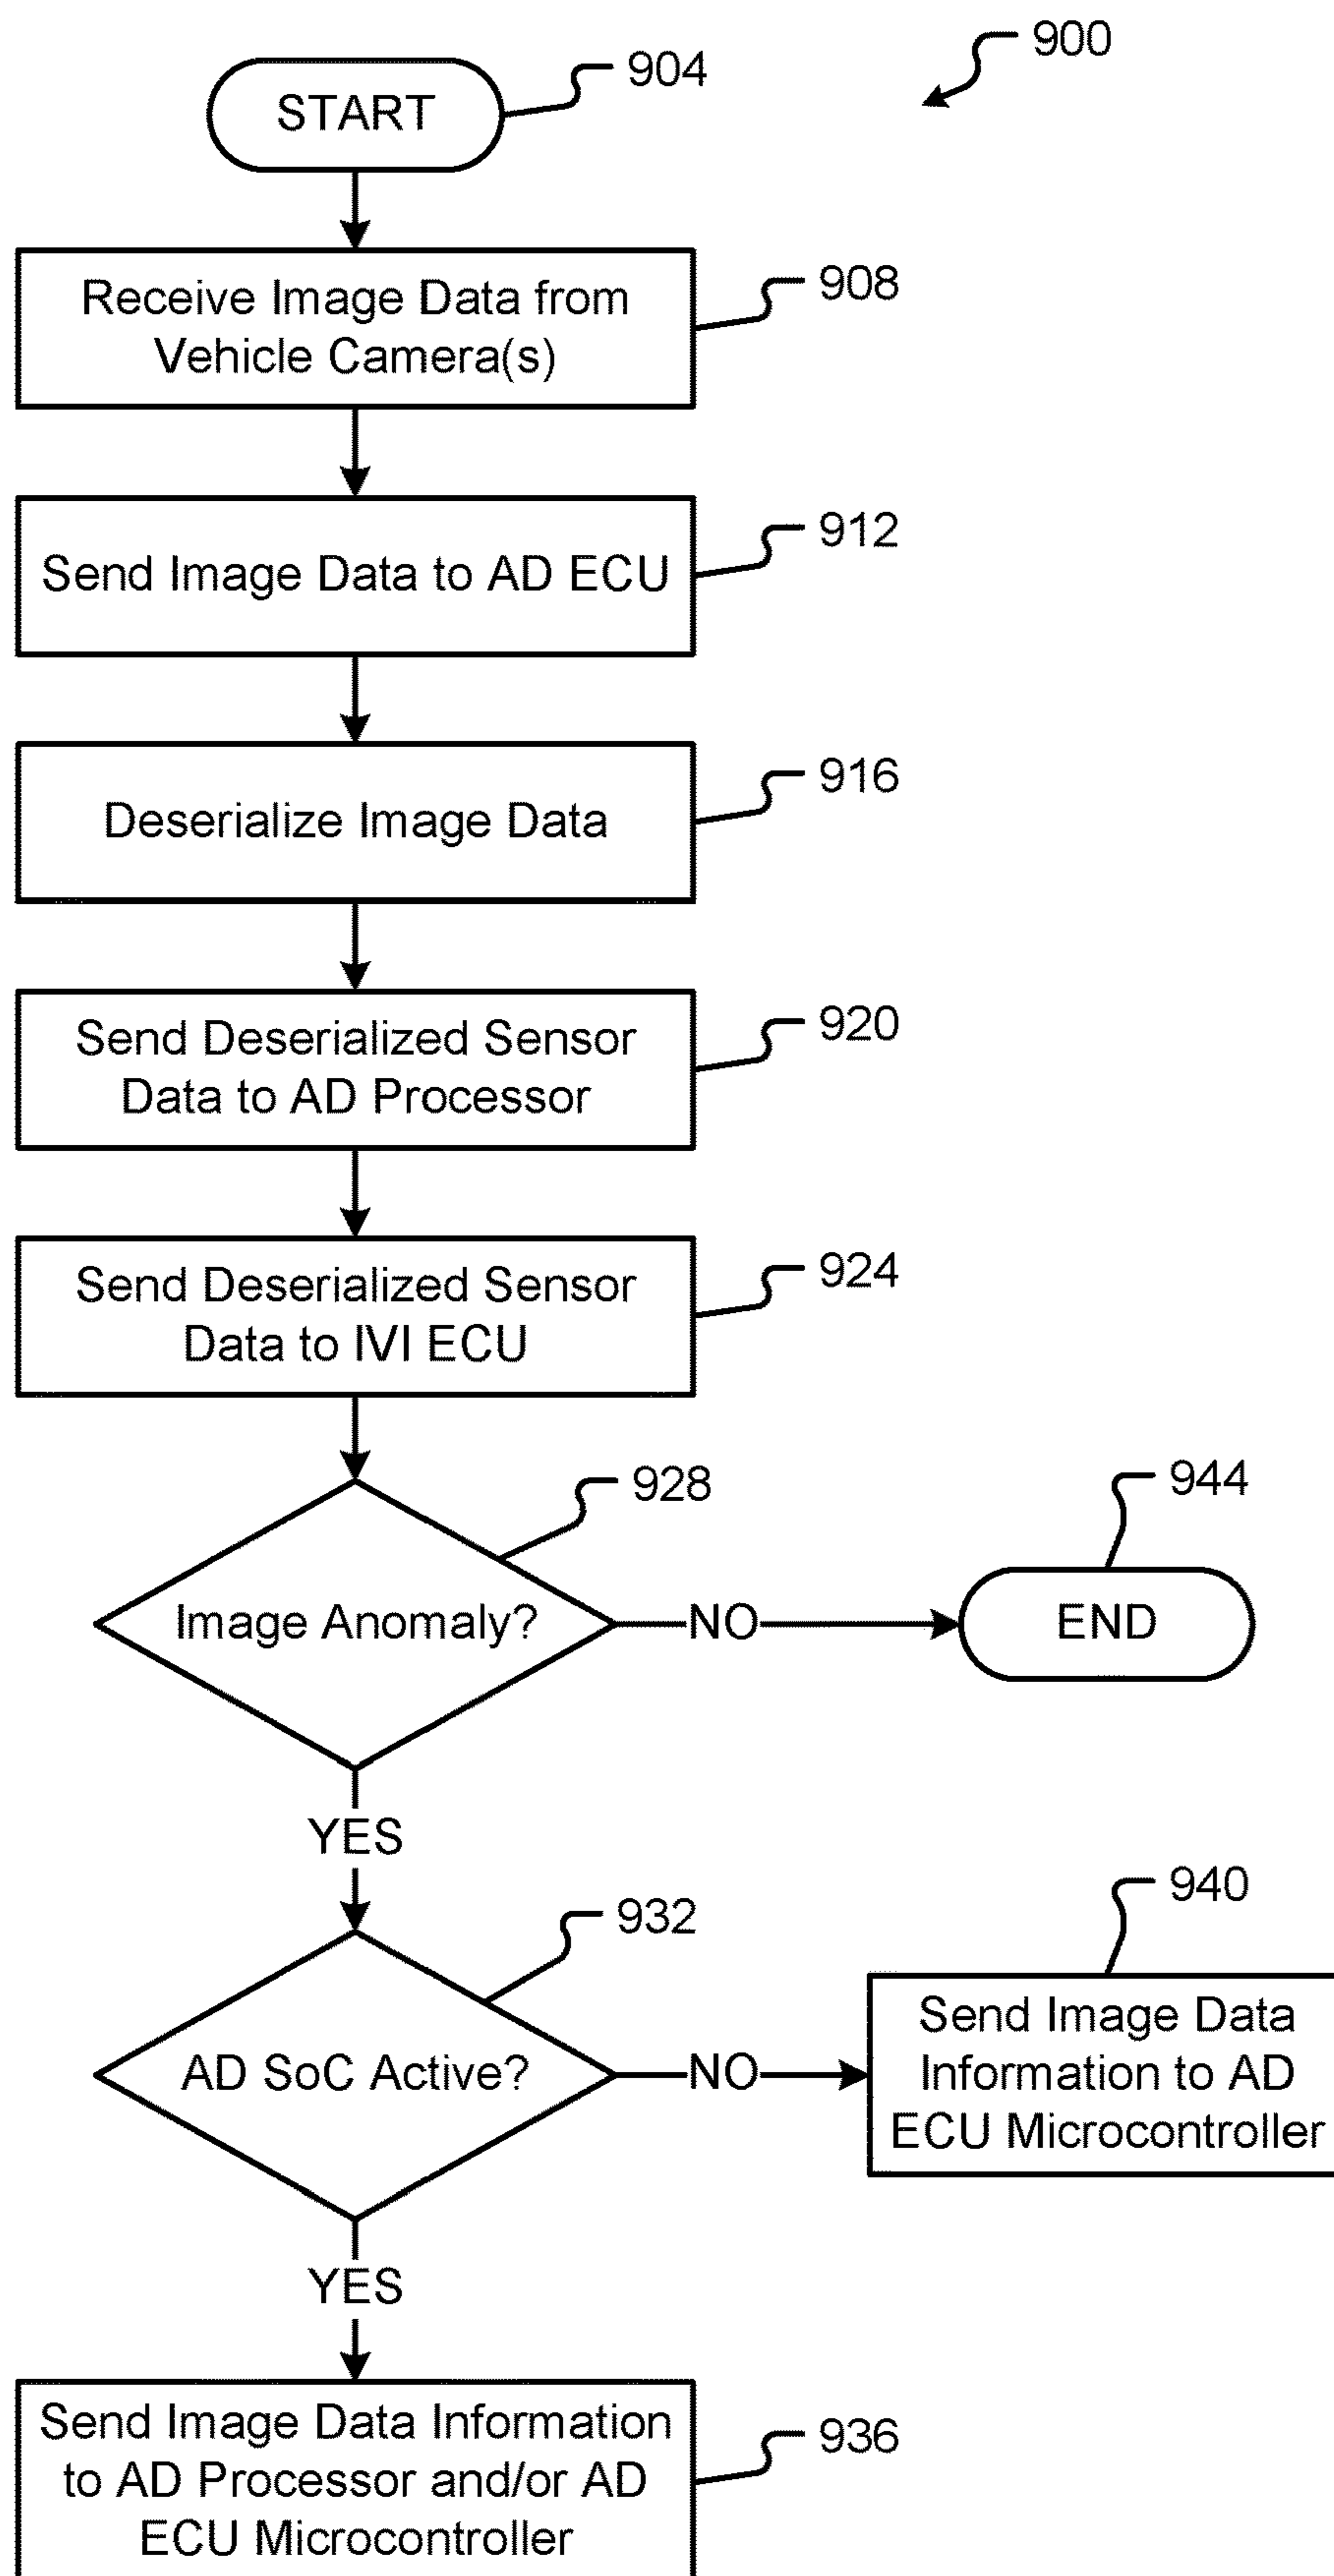 900
904
START
908
Receive Image Data from
Vehicle Camera(s)
912
Send Image Data to AD ECU
916
Deserialize Image Data
920
Send Deserialized Sensor
Data to AD Processor
924
Send Deserialized Sensor
Data to IVI ECU
928
944
Image Anomaly?
NO
END
YES
932
940
AD SoC Active?
NO
Send Image Data
Information to AD
ECU Microcontroller
YES
Send Image Data Information
to AD Processor and/or AD
ECU Microcontroller
936